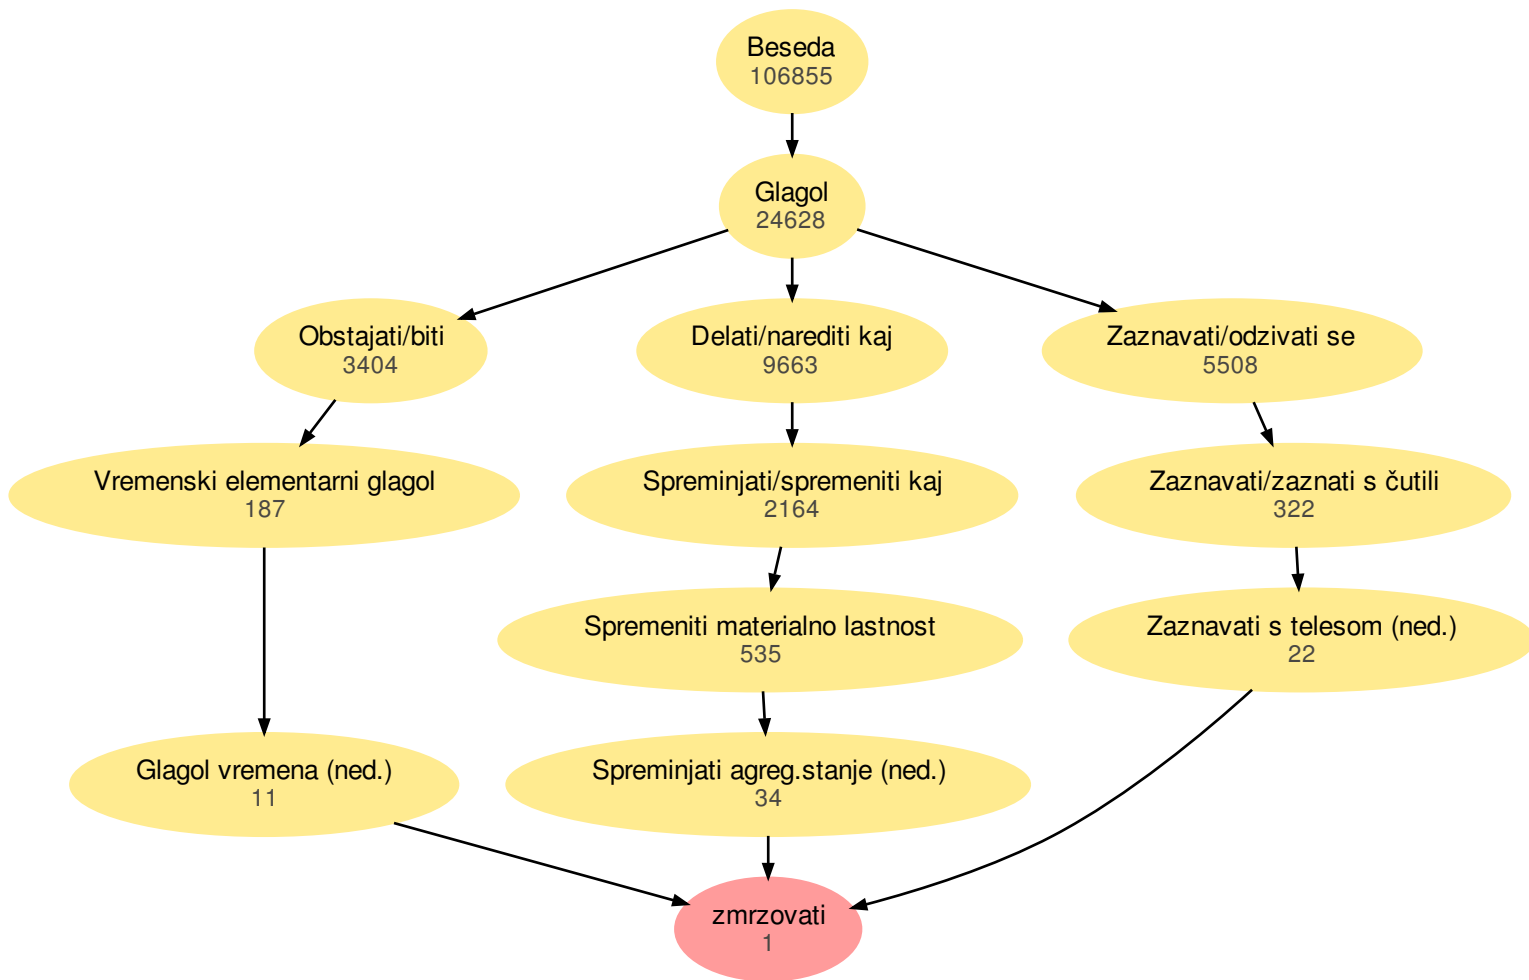 Beseda
106855
Glagol
24628
Obstajati/biti
3404
Delati/narediti kaj
9663
Zaznavati/odzivati se
5508
Vremenski elementarni glagol
187
Spreminjati/spremeniti kaj
2164
Zaznavati/zaznati s čutili
322
Spremeniti materialno lastnost
535
Zaznavati s telesom (ned.)
22
Glagol vremena (ned.)
11
Spreminjati agreg.stanje (ned.)
34
zmrzovati
1